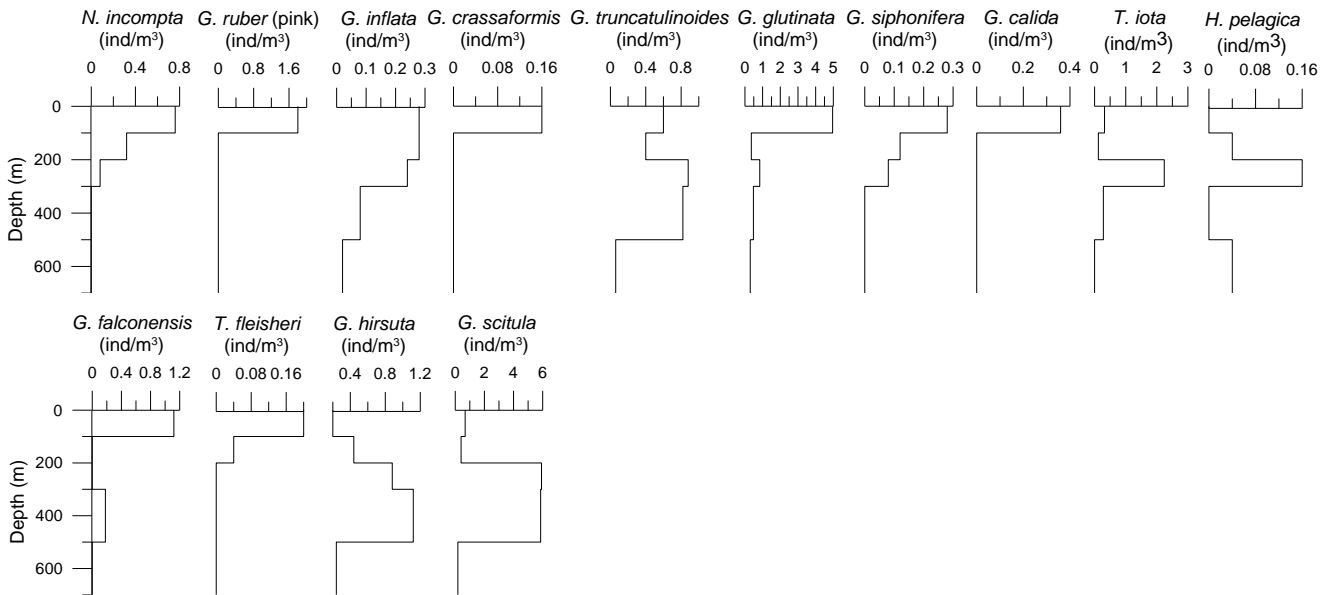 N. incompta G. ruber (pink) G. inflata G. crassaformis G. truncatulinoides G. glutinata G. siphonifera G. calida T. iota H. pelagica
(ind/m³) (ind/m³) (ind/m³) (ind/m³) (ind/m³) (ind/m³) (ind/m³) (ind/m³) (ind/m³) (ind/m³)
0 0.4 0.8 0 0.8 1.6 0 0.1 0.2 0.3 0 0.08 0.16 0 0.4 0.8 0 1 2 3 4 5 0 0.1 0.2 0.3 0 0.2 0.4 0 1 2 3 0 0.08 0.16
0
200
400
600
Depth (m)
G. falconensis T. fleisheri G. hirsuta G. scitula
(ind/m³) (ind/m³) (ind/m³) (ind/m³)
0 0.4 0.8 1.2 0 0.08 0.16 0.4 0.8 1.2 0 2 4 6
0
200
400
600
Depth (m)